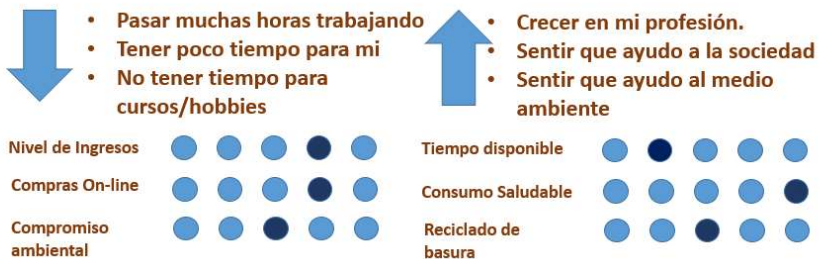 • Pasar muchas horas trabajando
• Tener poco tiempo para mi
• No tener tiempo para
cursos/hobbies
• Crecer en mi profesión.
• Sentir que ayudo a la sociedad
• Sentir que ayudo al medio
ambiente
Nivel de Ingresos
Compras On-line
Compromiso
ambiental
Tiempo disponible
Consumo Saludable
Reciclado de
basura